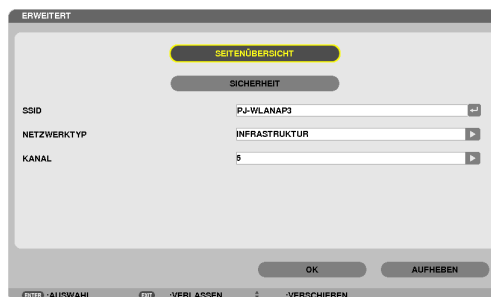 ERWEITERT
SEITENÜBERSICHT
SICHERHEIT
SSID PJ-WLANAP3
NETZWERKTYP INFRASTRUKTUR
KANAL 5
OK AUFHEBEN
ENTER :AUSWAHL EXIT :VERLASSEN :VERSCHIEBEN